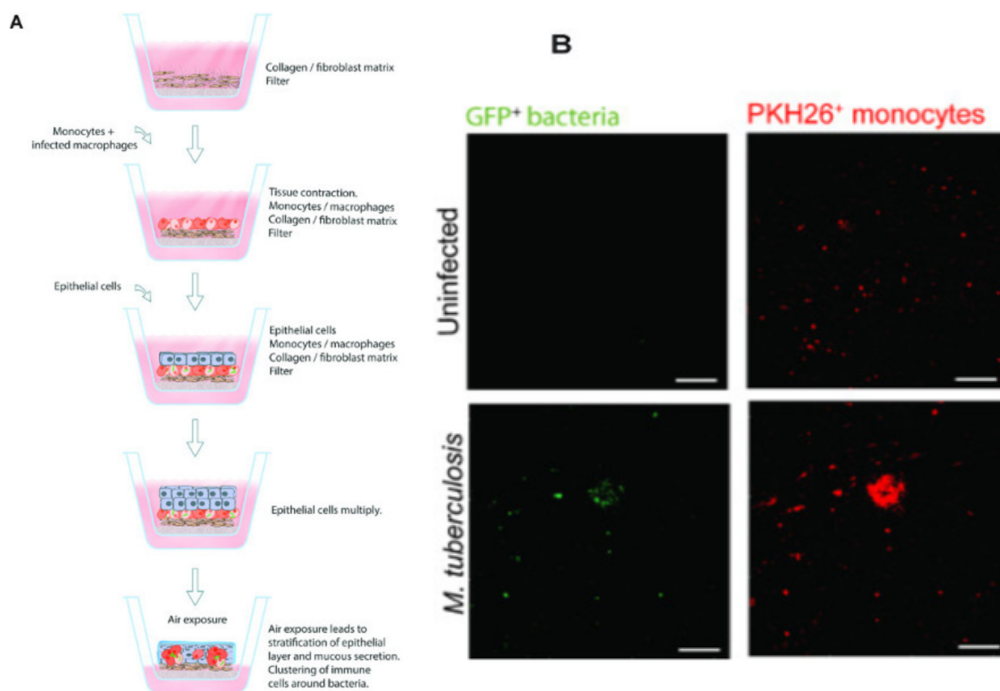 A
Collagen / fibroblast matrix
Filter
Monocytes +
infected macrophages
Tissue contraction.
Monocytes / macrophages
Collagen / fibroblast matrix
Filter
Epithelial cells
Epithelial cells
Monocytes / macrophages
Collagen / fibroblast matrix
Filter
Epithelial cells multiply.
Air exposure
Air exposure leads to
stratification of epithelial
layer and mucous secretion.
Clustering of immune
cells around bacteria.
B
GFP⁺ bacteria
PKH26⁺ monocytes
Uninfected
M. tuberculosis